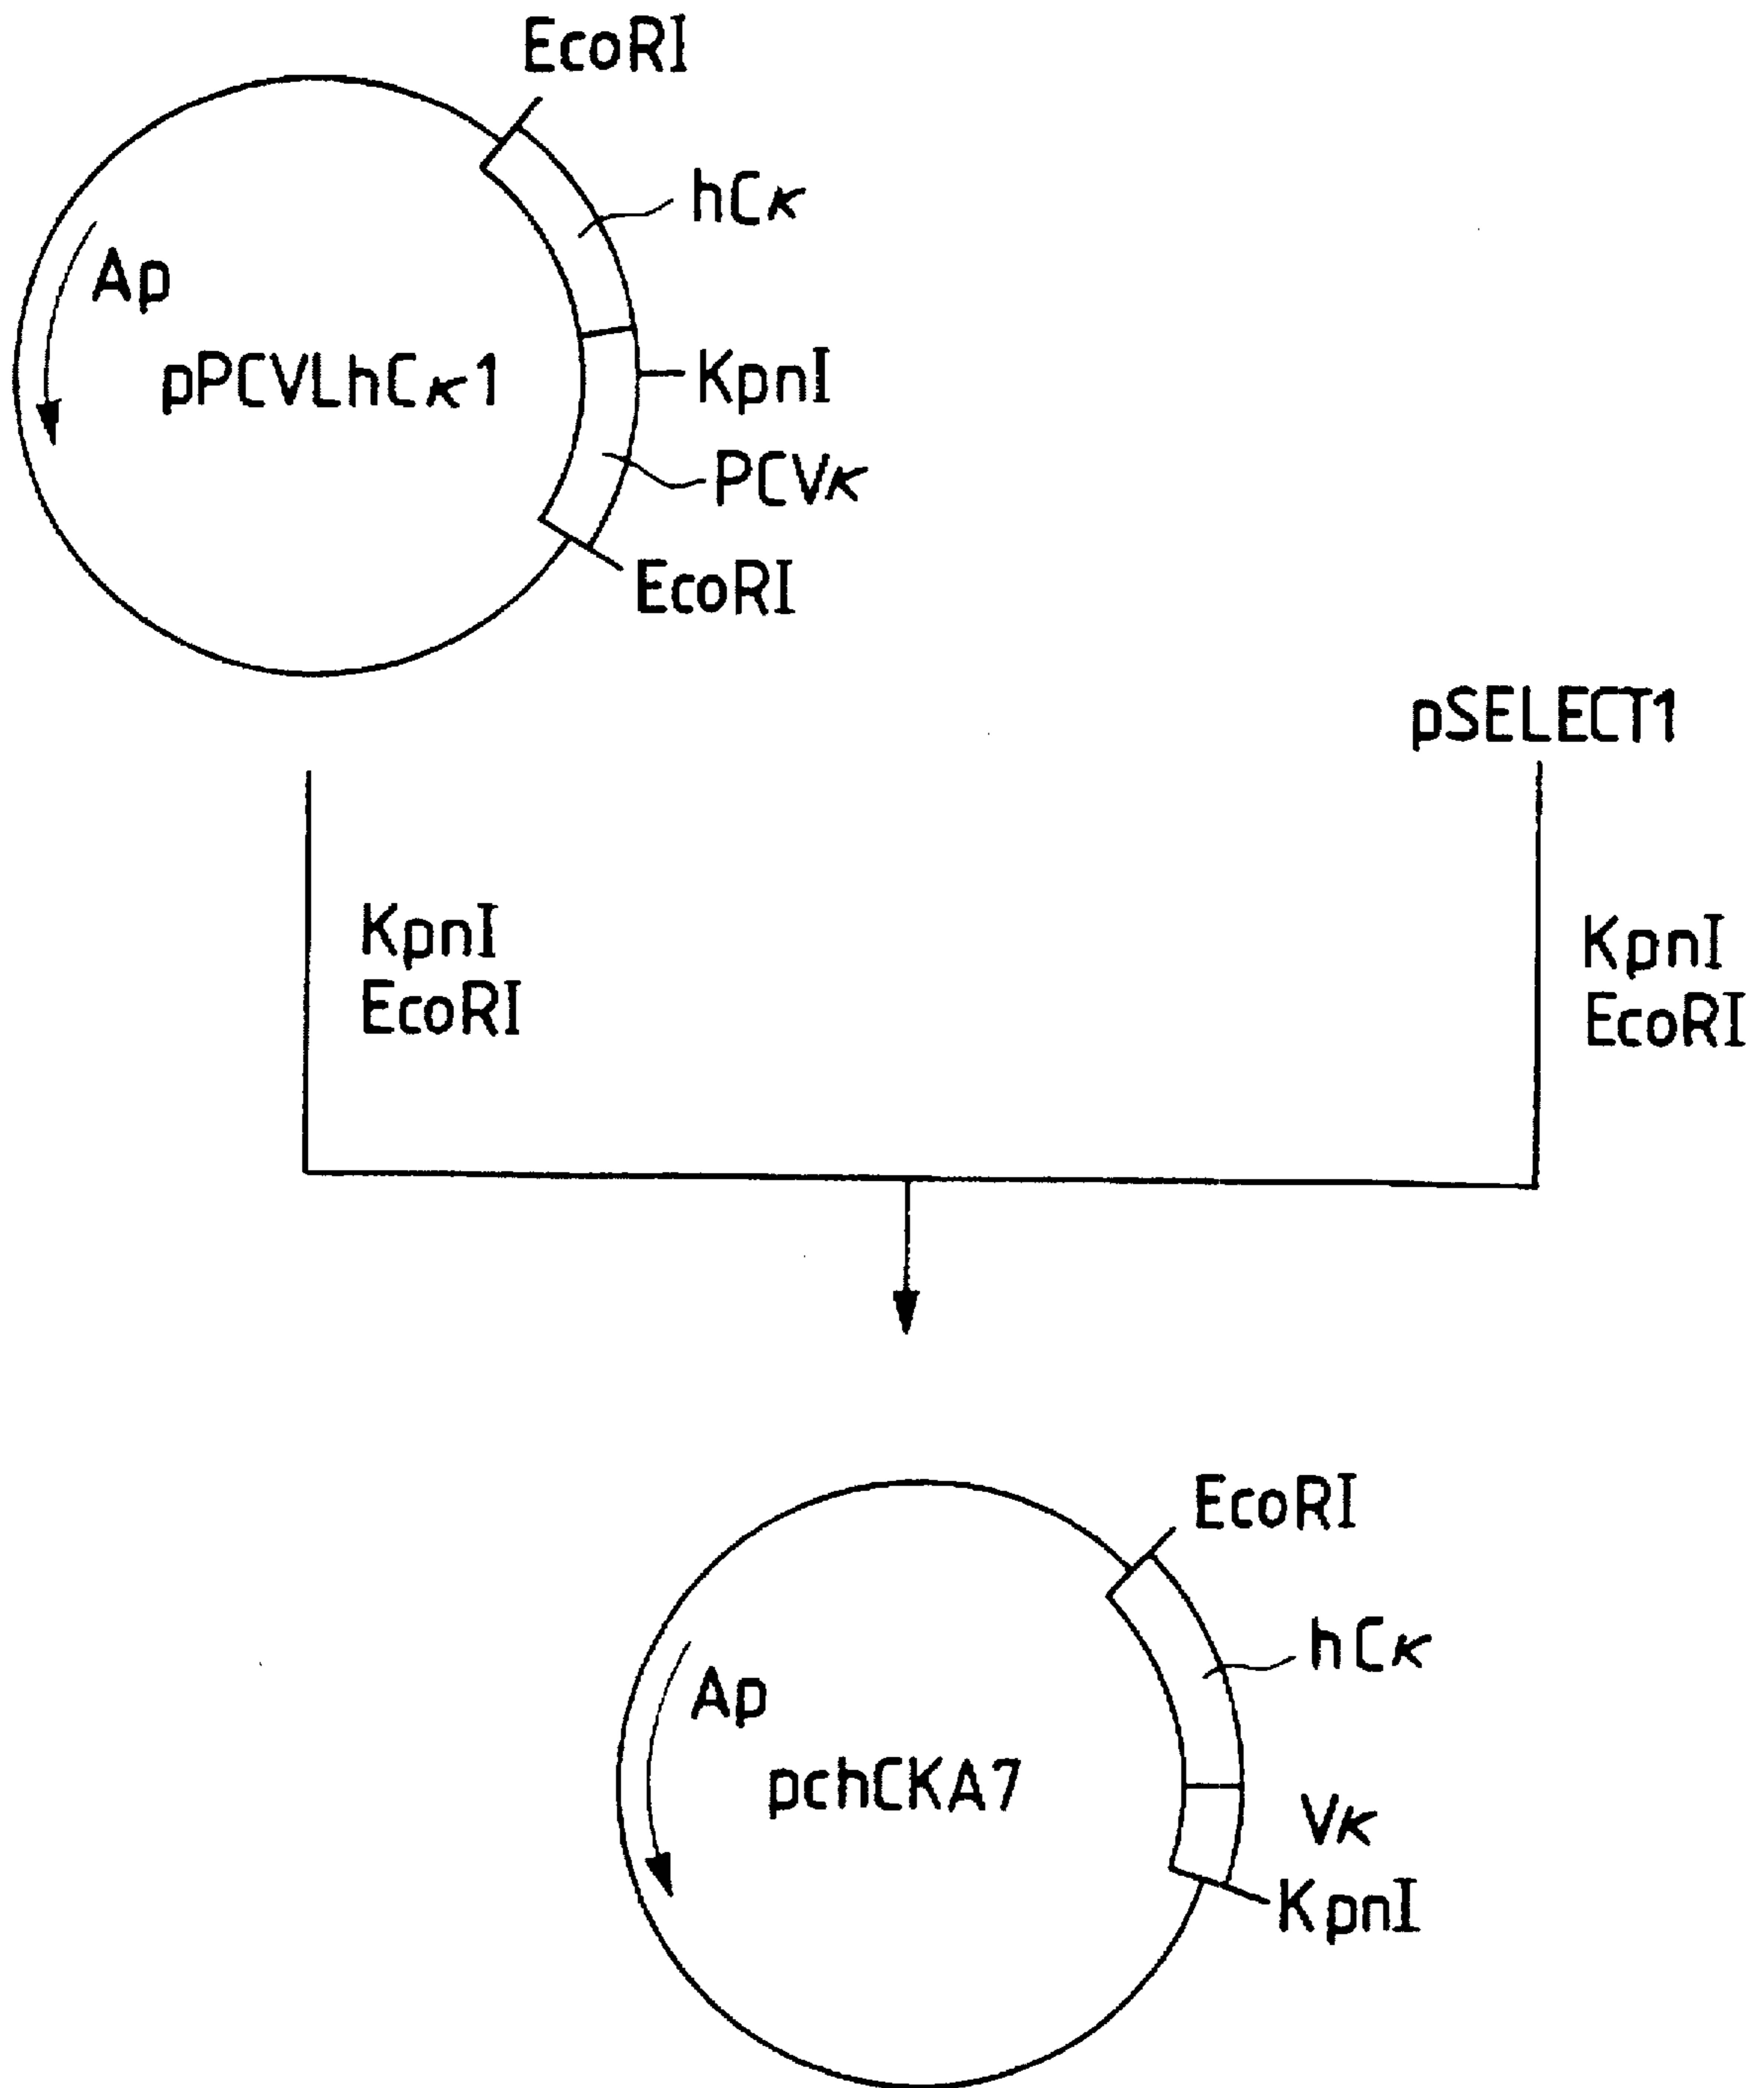 EcoRI
hCκ
Ap
pPCVLhCκ1
KpnI
PCVκ
EcoRI
pSELECT1
KpnI
EcoRI
KpnI
EcoRI
EcoRI
hCκ
Ap
pchCKA7
Vκ
KpnI